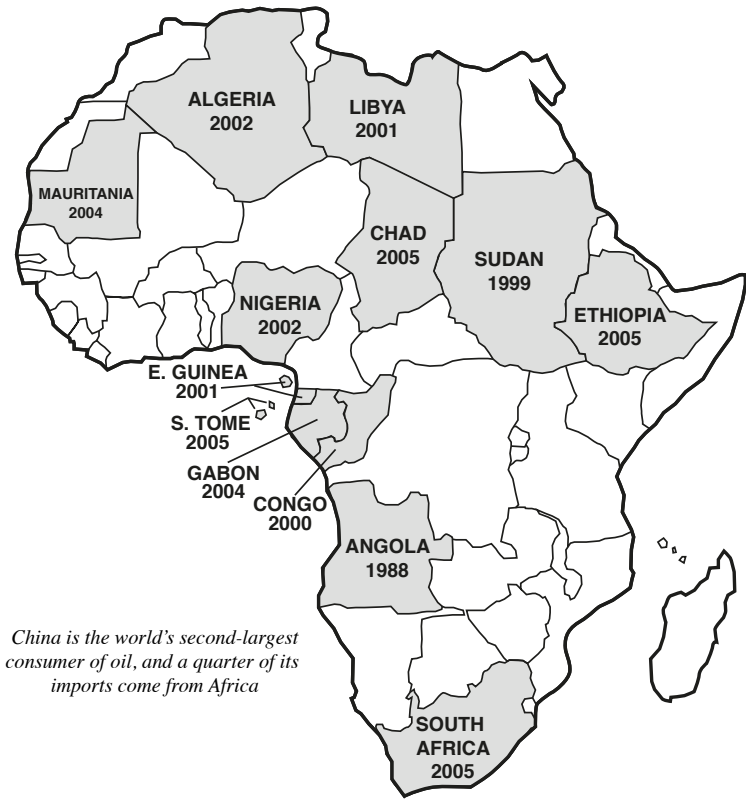 ALGERIA
2002
LIBYA
2001
MAURITANIA
2004
CHAD
2005
SUDAN
1999
NIGERIA
2002
ETHIOPIA
2005
E. GUINEA
2001
S. TOME
2005
GABON
2004
CONGO
2000
ANGOLA
1988
China is the world's second-largest
consumer of oil, and a quarter of its
imports come from Africa
SOUTH
AFRICA
2005